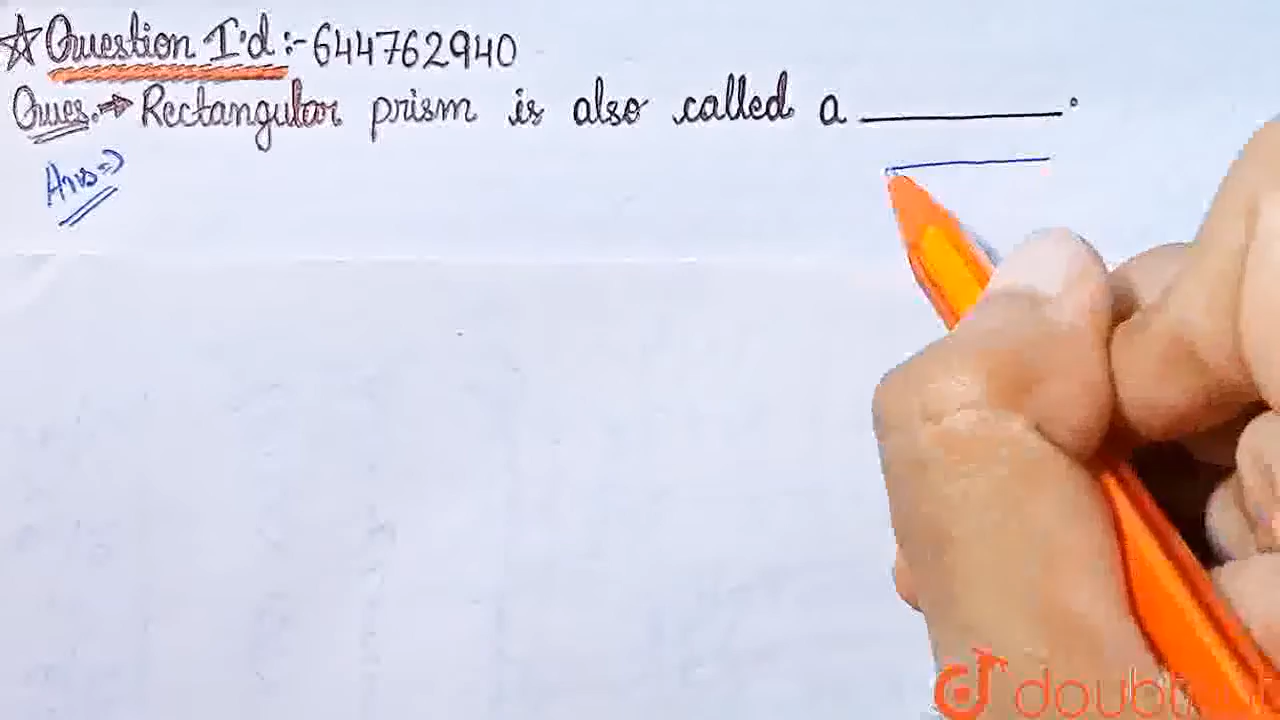 ☆ Question I'd :- 644762940
Ques. ⇒ Rectangular prism is also called a ________.
Ans ⇒
doubtnut